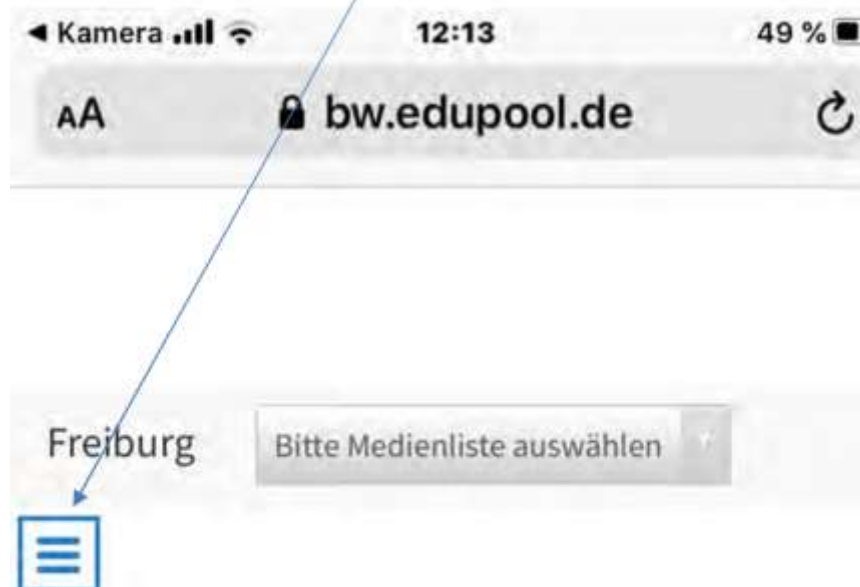 ◄ Kamera 12:13 49 %
AA bw.edupool.de
Freiburg Bitte Medienliste auswählen